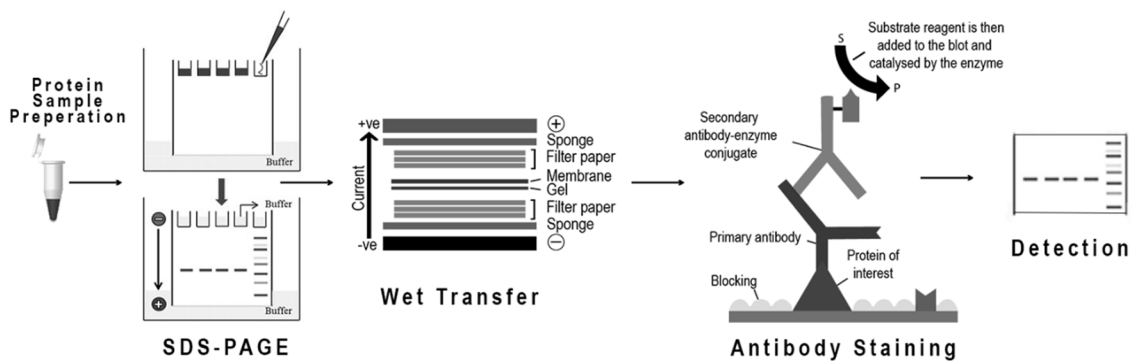 Protein
Sample
Preperation
Buffer
Buffer
Buffer
SDS-PAGE
+ve
Current
-ve
Sponge
Filter paper
Membrane
Gel
Filter paper
Sponge
Wet Transfer
S
Substrate reagent is then
added to the blot and
catalysed by the enzyme
P
Secondary
antibody-enzyme
conjugate
Primary antibody
Protein of
interest
Blocking
Antibody Staining
Detection